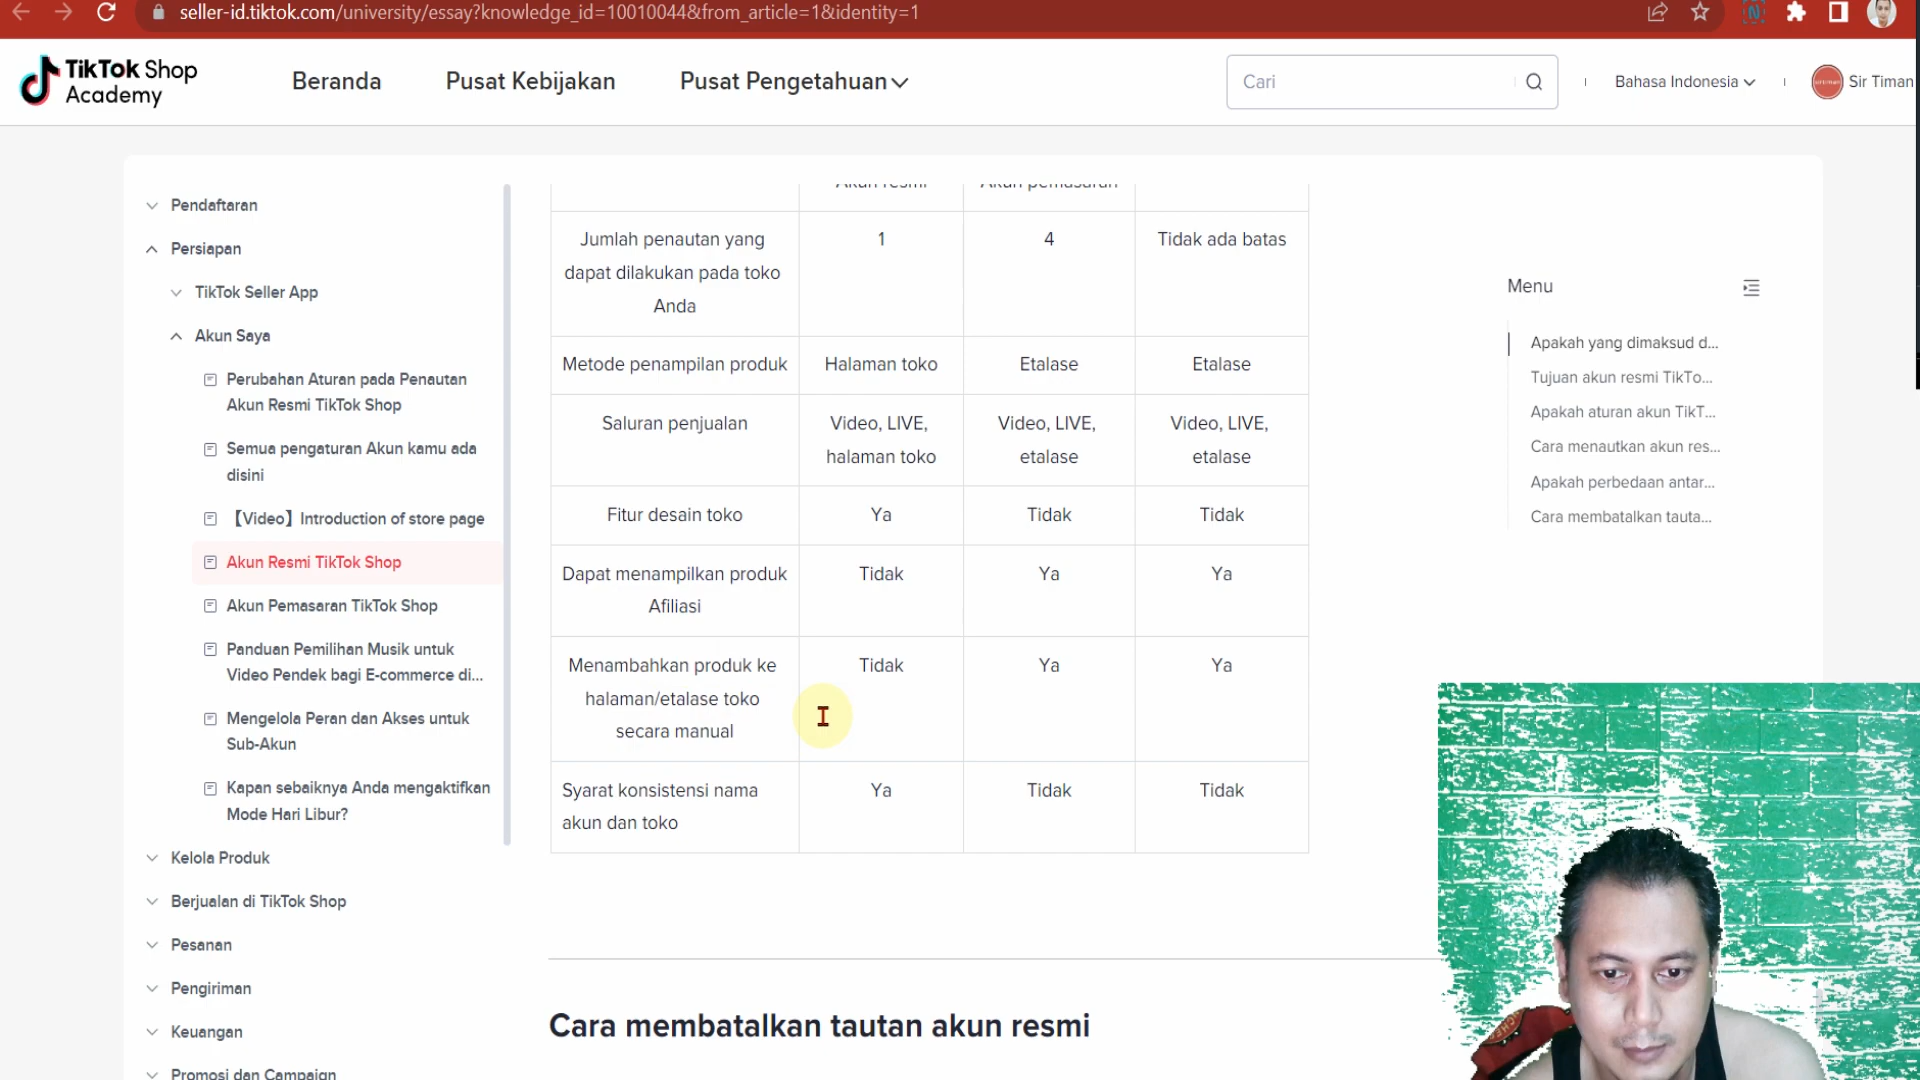 seller-id.tiktok.com/university/essay?knowledge_id=10010044&from_article=1&identity=1
TikTok Shop
Academy
Beranda
Pusat Kebijakan
Pusat Pengetahuan
Cari
Bahasa Indonesia
Sir Timan
Pendaftaran
Persiapan
TikTok Seller App
Akun Saya
Perubahan Aturan pada Penautan
Akun Resmi TikTok Shop
Semua pengaturan Akun kamu ada
disini
【Video】Introduction of store page
Akun Resmi TikTok Shop
Akun Pemasaran TikTok Shop
Panduan Pemilihan Musik untuk
Video Pendek bagi E-commerce di...
Mengelola Peran dan Akses untuk
Sub-Akun
Kapan sebaiknya Anda mengaktifkan
Mode Hari Libur?
Kelola Produk
Berjualan di TikTok Shop
Pesanan
Pengiriman
Keuangan
Promosi dan Campaign
Akun resmi Akun pemasaran
Jumlah penautan yang
dapat dilakukan pada toko
Anda
1
4
Tidak ada batas
Metode penampilan produk
Halaman toko
Etalase
Etalase
Saluran penjualan
Video, LIVE,
halaman toko
Video, LIVE,
etalase
Video, LIVE,
etalase
Fitur desain toko
Ya
Tidak
Tidak
Dapat menampilkan produk
Afiliasi
Tidak
Ya
Ya
Menambahkan produk ke
halaman/etalase toko
secara manual
Tidak
Ya
Ya
Syarat konsistensi nama
akun dan toko
Ya
Tidak
Tidak
Cara membatalkan tautan akun resmi
Menu
Apakah yang dimaksud d...
Tujuan akun resmi TikTo...
Apakah aturan akun TikT...
Cara menautkan akun res...
Apakah perbedaan antar...
Cara membatalkan tauta...